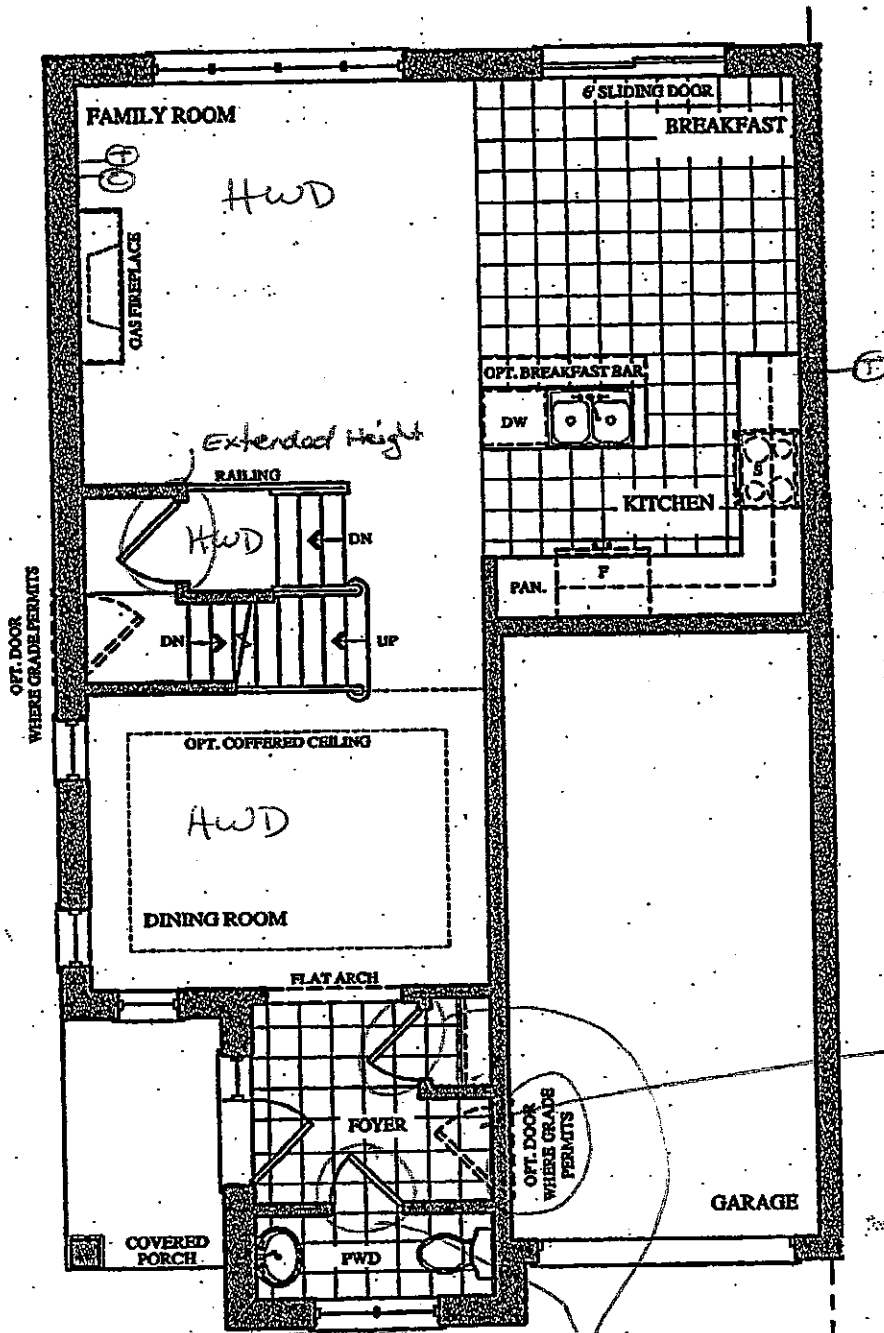 6' SLIDING DOOR
FAMILY ROOM
BREAKFAST
T
C
HWD
GAS FIREPLACE
OPT. BREAKFAST BAR
T
DW
S
Extended Height
RAILING
KITCHEN
HWD
DN
PAN.
F
OPT. DOOR
WHERE GRADE PERMITS
DN
UP
OPT. COFFERED CEILING
HWD
DINING ROOM
FLAT ARCH
FOYER
OPT. DOOR
WHERE GRADE
PERMITS
GARAGE
COVERED
PORCH
PWD